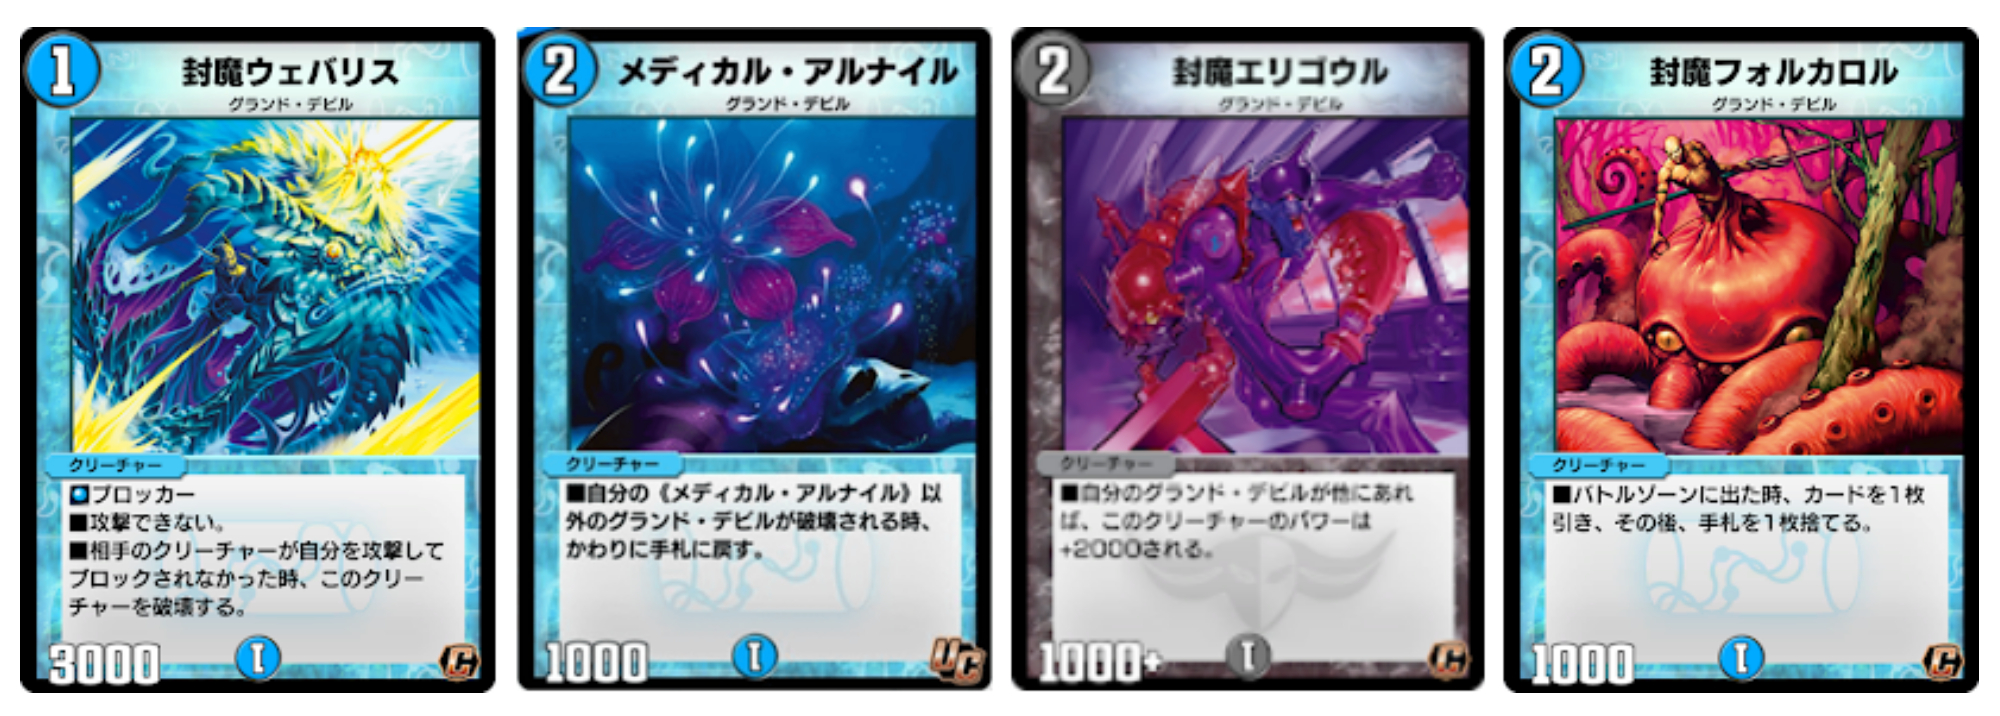 1
封魔ウェバリス
グランド・デビル
クリーチャー
ブロッカー
■攻撃できない。
■相手のクリーチャーが自分を攻撃して
ブロックされなかった時、このクリー
チャーを破壊する。
3000
1
C
2
メディカル・アルナイル
グランド・デビル
クリーチャー
■自分の《メディカル・アルナイル》以
外のグランド・デビルが破壊される時、
かわりに手札に戻す。
1000
1
UC
2
封魔エリゴウル
グランド・デビル
クリーチャー
■自分のグランド・デビルが他にあれ
ば、このクリーチャーのパワーは
+2000される。
1000+
1
C
2
封魔フォルカロル
グランド・デビル
クリーチャー
■バトルゾーンに出た時、カードを1枚
引き、その後、手札を1枚捨てる。
1000
1
C